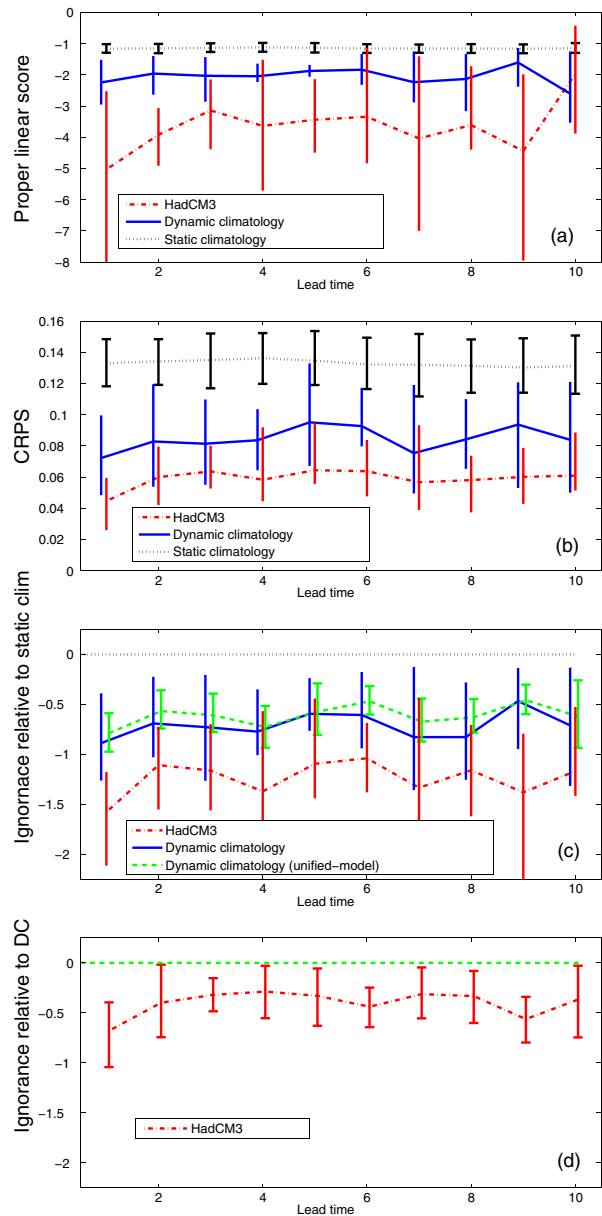 Proper linear score
−1
0
−1
−2
−3
−4
−5
−6
−7
−8
HadCM3
Dynamic climatology
Static climatology
(a)
2 4 6 8 10
Lead time
CRPS
0.16
0.14
0.12
0.1
0.08
0.06
0.04
0.02
0
HadCM3
Dynamic climatology
Static climatology
(b)
2 4 6 8 10
Lead time
Ignornace relative to static clim
0
−0.5
−1
−1.5
−2
HadCM3
Dynamic climatology
Dynamic climatology (unified−model)
(c)
2 4 6 8 10
Lead time
Ignorance relative to DC
0
−0.5
−1
−1.5
−2
HadCM3
(d)
2 4 6 8 10
Lead time